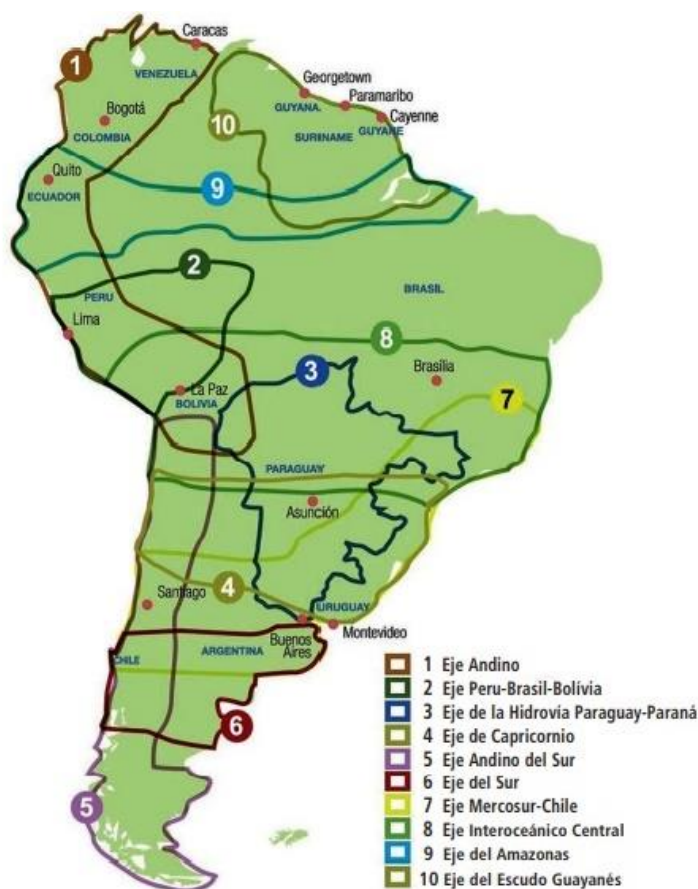 Caracas
1
VENEZUELA
Georgetown
Paramaribo
GUYANA
Cayenne
Bogotá
10
GUYANE
COLOMBIA
SURINAME
Quito
9
ECUADOR
2
PERU
BRASIL
Lima
8
3
Brasília
La Paz
7
BOLIVIA
PARAGUAY
Asunción
4
Santiago
URUGUAY
Buenos
Aires
Montevideo
CHILE
ARGENTINA
6
5
1 Eje Andino
2 Eje Peru-Brasil-Bolívia
3 Eje de la Hidrovía Paraguay-Paraná
4 Eje de Capricornio
5 Eje Andino del Sur
6 Eje del Sur
7 Eje Mercosur-Chile
8 Eje Interoceánico Central
9 Eje del Amazonas
10 Eje del Escudo Guayanés